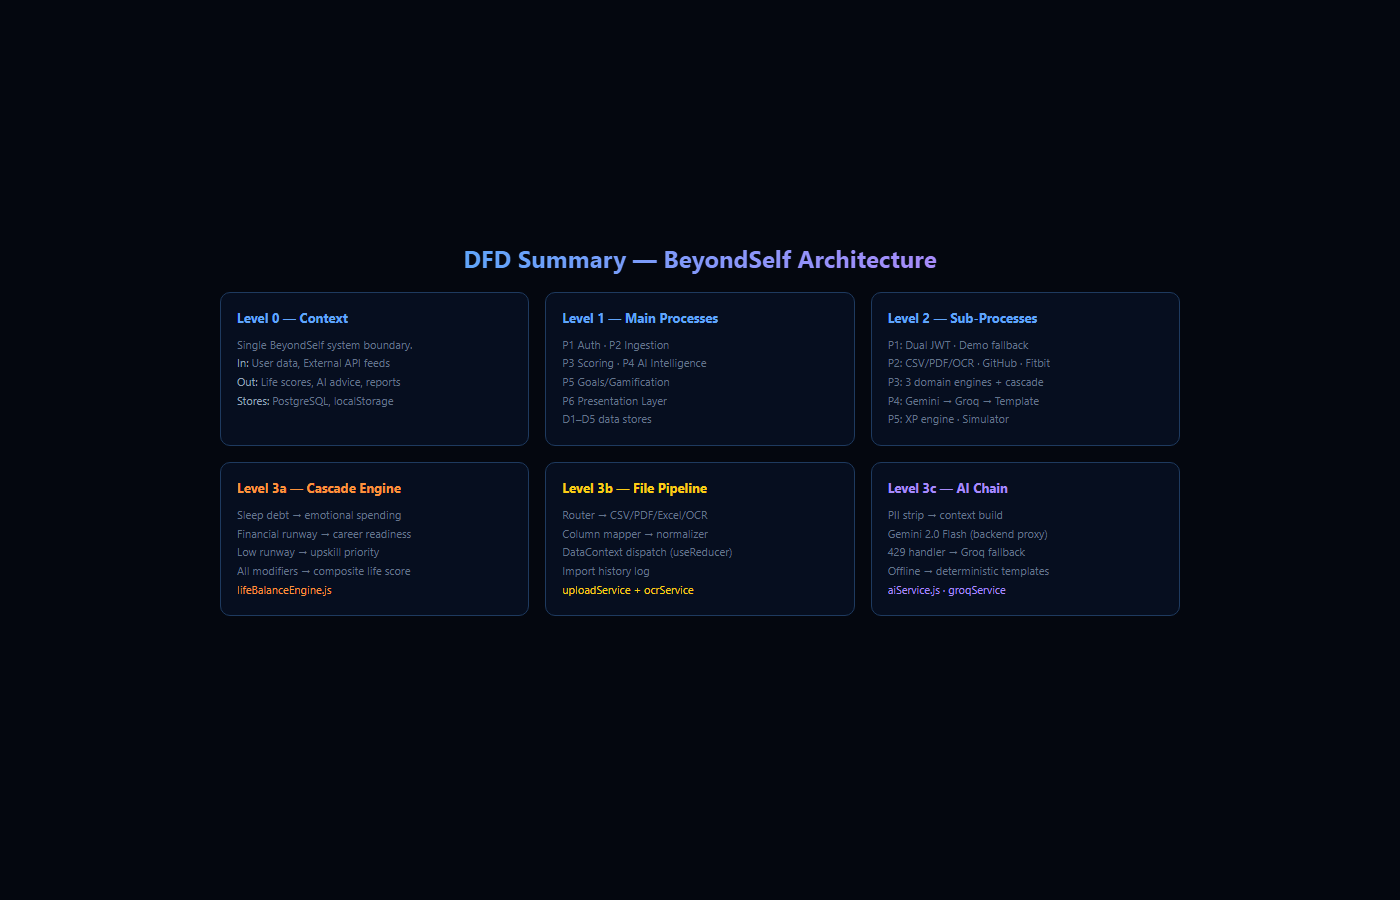 DFD Summary — BeyondSelf Architecture
Level 0 — Context
Single BeyondSelf system boundary.
In: User data, External API feeds
Out: Life scores, AI advice, reports
Stores: PostgreSQL, localStorage
Level 1 — Main Processes
P1 Auth · P2 Ingestion
P3 Scoring · P4 AI Intelligence
P5 Goals/Gamification
P6 Presentation Layer
D1–D5 data stores
Level 2 — Sub-Processes
P1: Dual JWT · Demo fallback
P2: CSV/PDF/OCR · GitHub · Fitbit
P3: 3 domain engines + cascade
P4: Gemini → Groq → Template
P5: XP engine · Simulator
Level 3a — Cascade Engine
Sleep debt → emotional spending
Financial runway → career readiness
Low runway → upskill priority
All modifiers → composite life score
lifeBalanceEngine.js
Level 3b — File Pipeline
Router → CSV/PDF/Excel/OCR
Column mapper → normalizer
DataContext dispatch (useReducer)
Import history log
uploadService + ocrService
Level 3c — AI Chain
PII strip → context build
Gemini 2.0 Flash (backend proxy)
429 handler → Groq fallback
Offline → deterministic templates
aiService.js · groqService